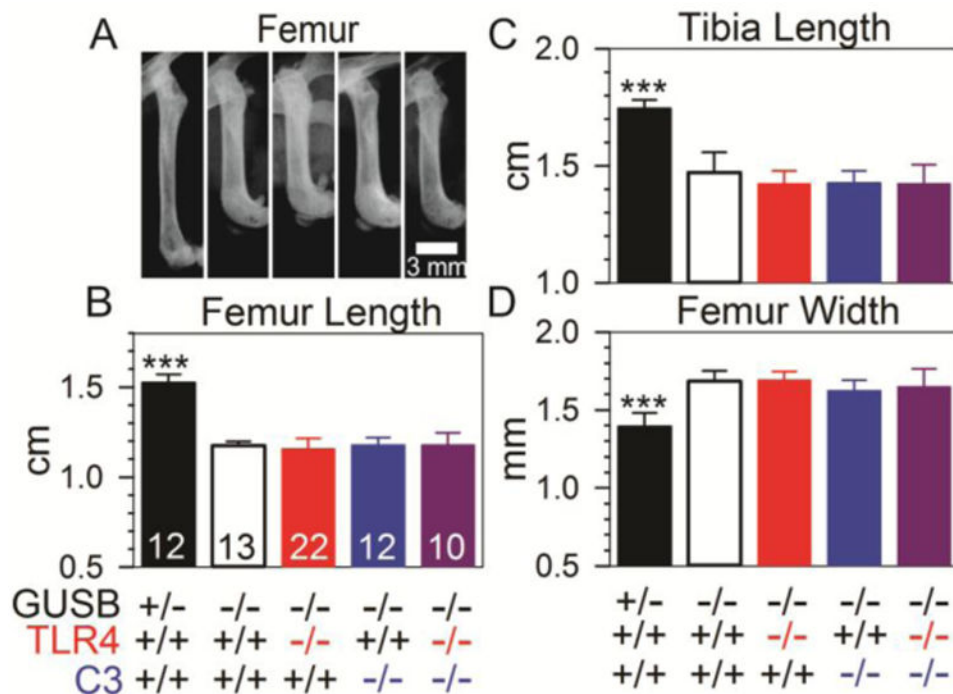 A Femur
3 mm
B Femur Length
***
1.5
cm
1.0
0.5
12 13 22 12 10
GUSB +/- -/- -/- -/- -/-
TLR4 +/+ +/+ -/- +/+ -/-
C3 +/+ +/+ +/+ -/- -/-
C Tibia Length
2.0
***
cm
1.5
1.0
D Femur Width
2.0
***
1.5
mm
1.0
0.5
+/- -/- -/- -/- -/-
+/+ +/+ -/- +/+ -/-
+/+ +/+ +/+ -/- -/-